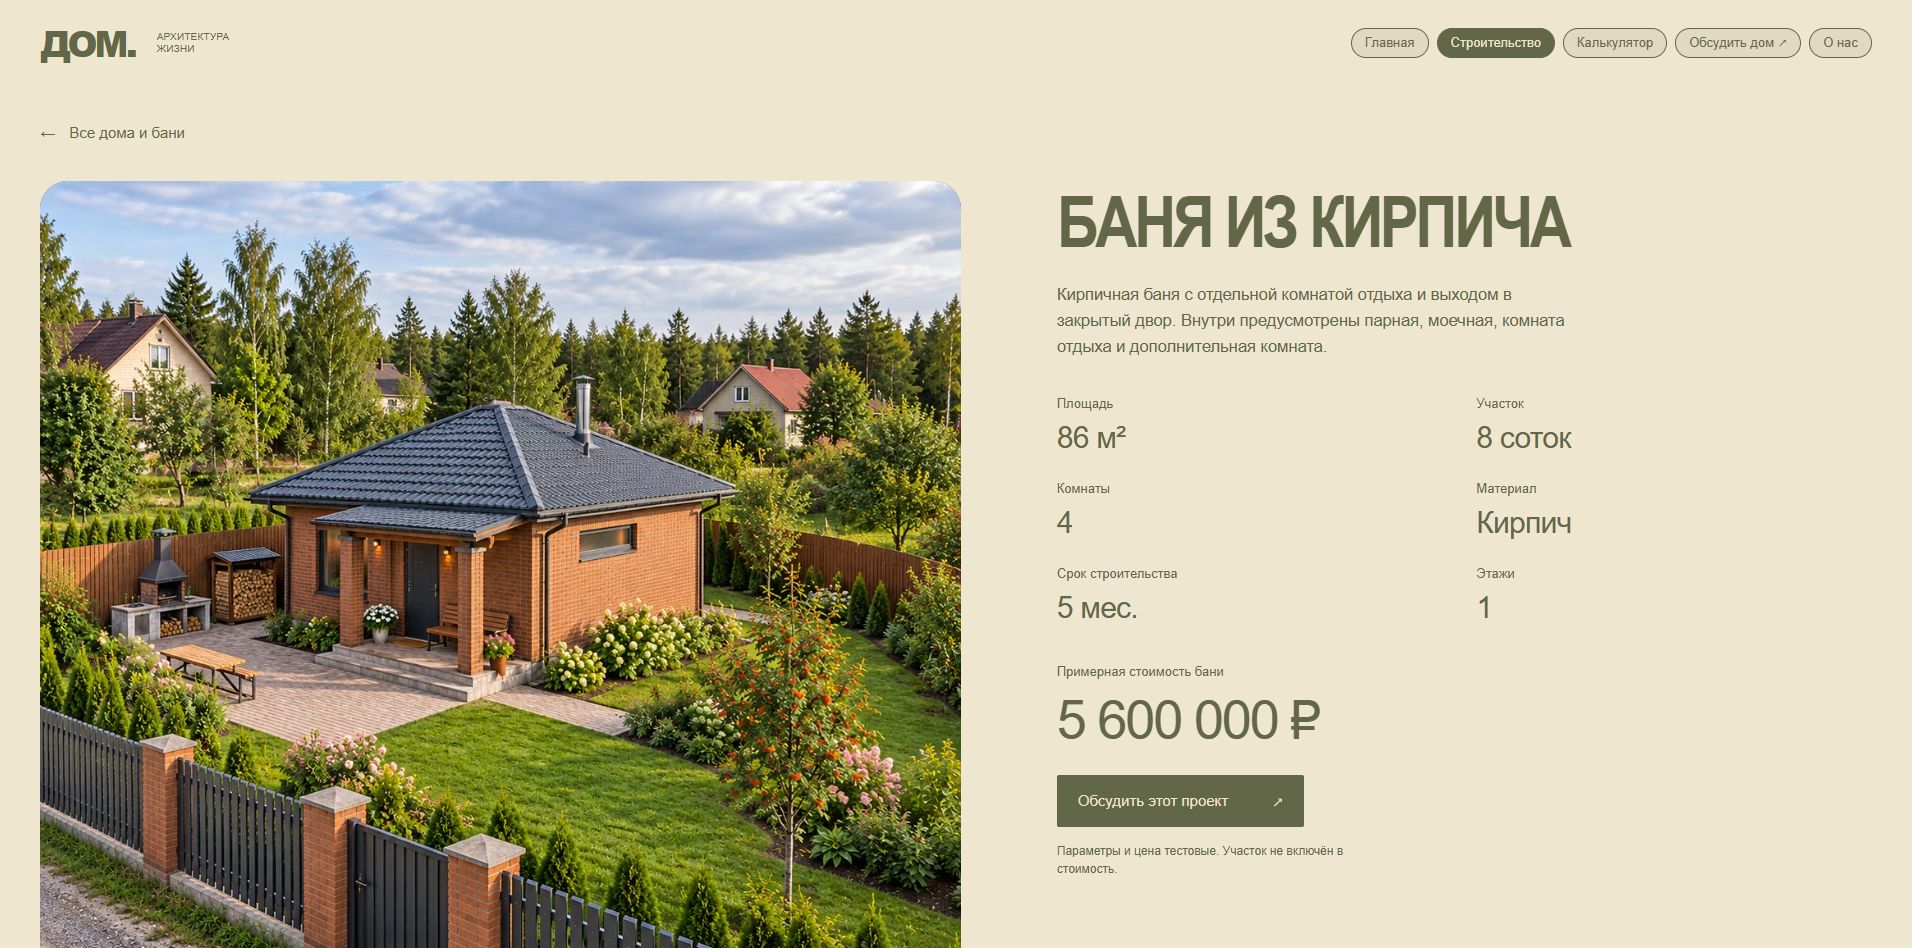 ДОМ.
АРХИТЕКТУРА
ЖИЗНИ
Главная
Строительство
Калькулятор
Обсудить дом ↗
О нас
← Все дома и бани
БАНЯ ИЗ КИРПИЧА
Кирпичная баня с отдельной комнатой отдыха и выходом в
закрытый двор. Внутри предусмотрены парная, моечная, комната
отдыха и дополнительная комната.
Площадь
86 м²
Участок
8 соток
Комнаты
4
Материал
Кирпич
Срок строительства
5 мес.
Этажи
1
Примерная стоимость бани
5 600 000 ₽
Обсудить этот проект ↗
Параметры и цена тестовые. Участок не включён в
стоимость.